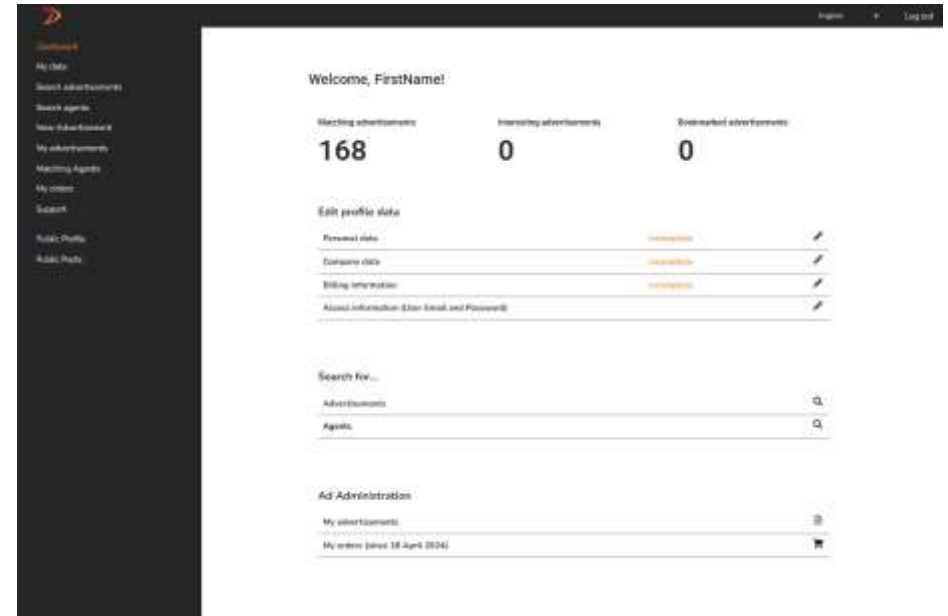 English
Log out
Dashboard
My data
Search advertisements
Search agents
New Advertisement
My advertisements
Matching Agents
My orders
Support
Public Profile
Public Posts
Welcome, FirstName!
Matching advertisements Interesting advertisements Bookmarked advertisements
168 0 0
Edit profile data
Personal data Incomplete
Company data Incomplete
Billing information Incomplete
Access information (User Email and Password)
Search for...
Advertisements
Agents
Ad Administration
My advertisements
My orders (since 18 April 2024)